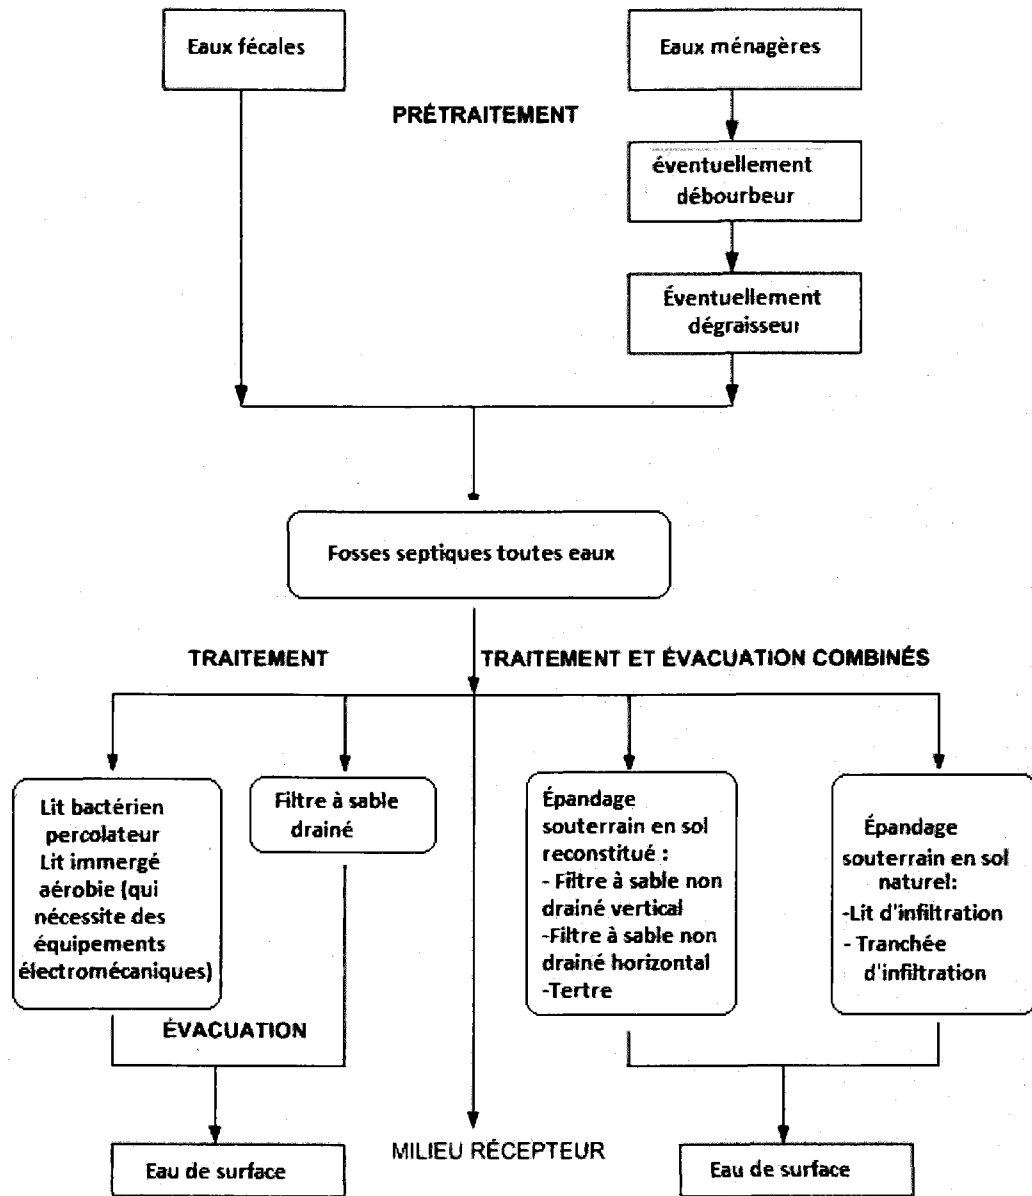 Eaux fécales
Eaux ménagères
PRÉTRAITEMENT
éventuellement
débourbeur
Éventuellement
dégraisseur
Fosses septiques toutes eaux
TRAITEMENT
TRAITEMENT ET ÉVACUATION COMBINÉS
Lit bactérien
percolateur
Lit immergé
aérobie (qui
nécessite des
équipements
électromécaniques)
Filtre à sable
drainé
Épandage
souterrain en sol
reconstitué :
- Filtre à sable non
drainé vertical
-Filtre à sable non
drainé horizontal
-Tertre
Épandage
souterrain en sol
naturel:
-Lit d'infiltration
- Tranchée
d'infiltration
ÉVACUATION
Eau de surface
MILIEU RÉCEPTEUR
Eau de surface